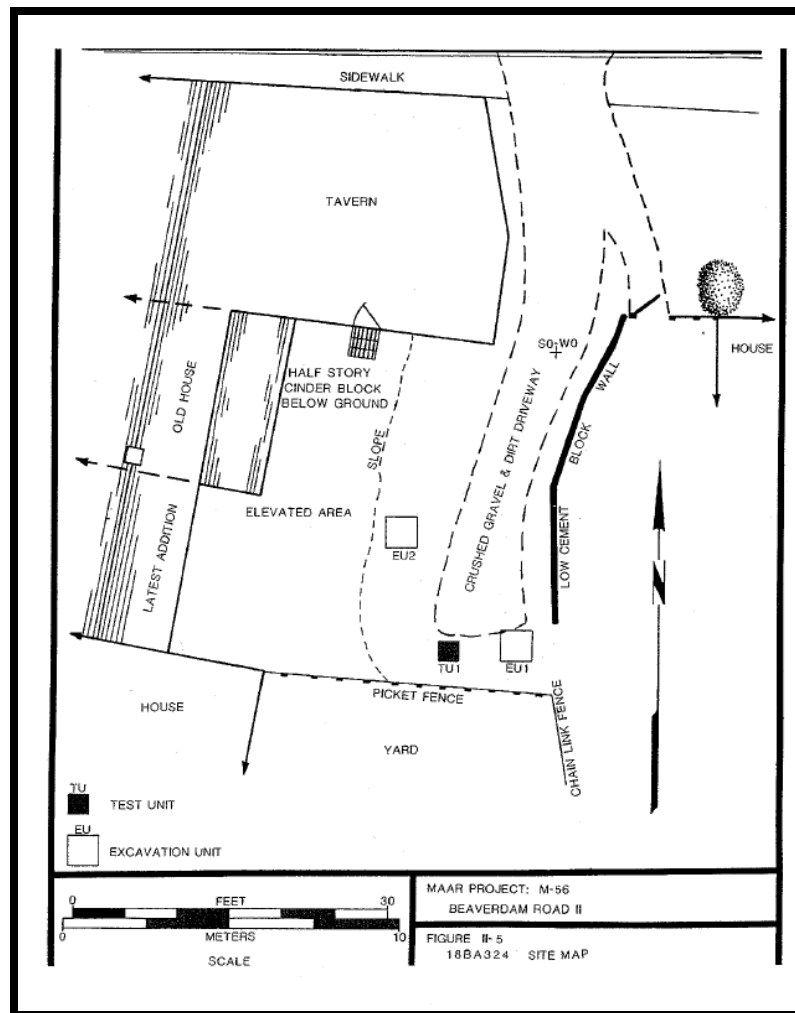 SIDEWALK
TAVERN
S0-W0
HOUSE
HALF STORY
CINDER BLOCK
BELOW GROUND
OLD HOUSE
SLOPE
CRUSHED GRAVEL & DIRT DRIVEWAY
LOW CEMENT BLOCK WALL
ELEVATED AREA
EU2
LATEST ADDITION
N
TU1
EU1
PICKET FENCE
HOUSE
YARD
CHAIN LINK FENCE
TU
TEST UNIT
EU
EXCAVATION UNIT
0 FEET 30
0 METERS 10
SCALE
MAAR PROJECT: M-56
BEAVERDAM ROAD II
FIGURE II-5
18BA324 SITE MAP